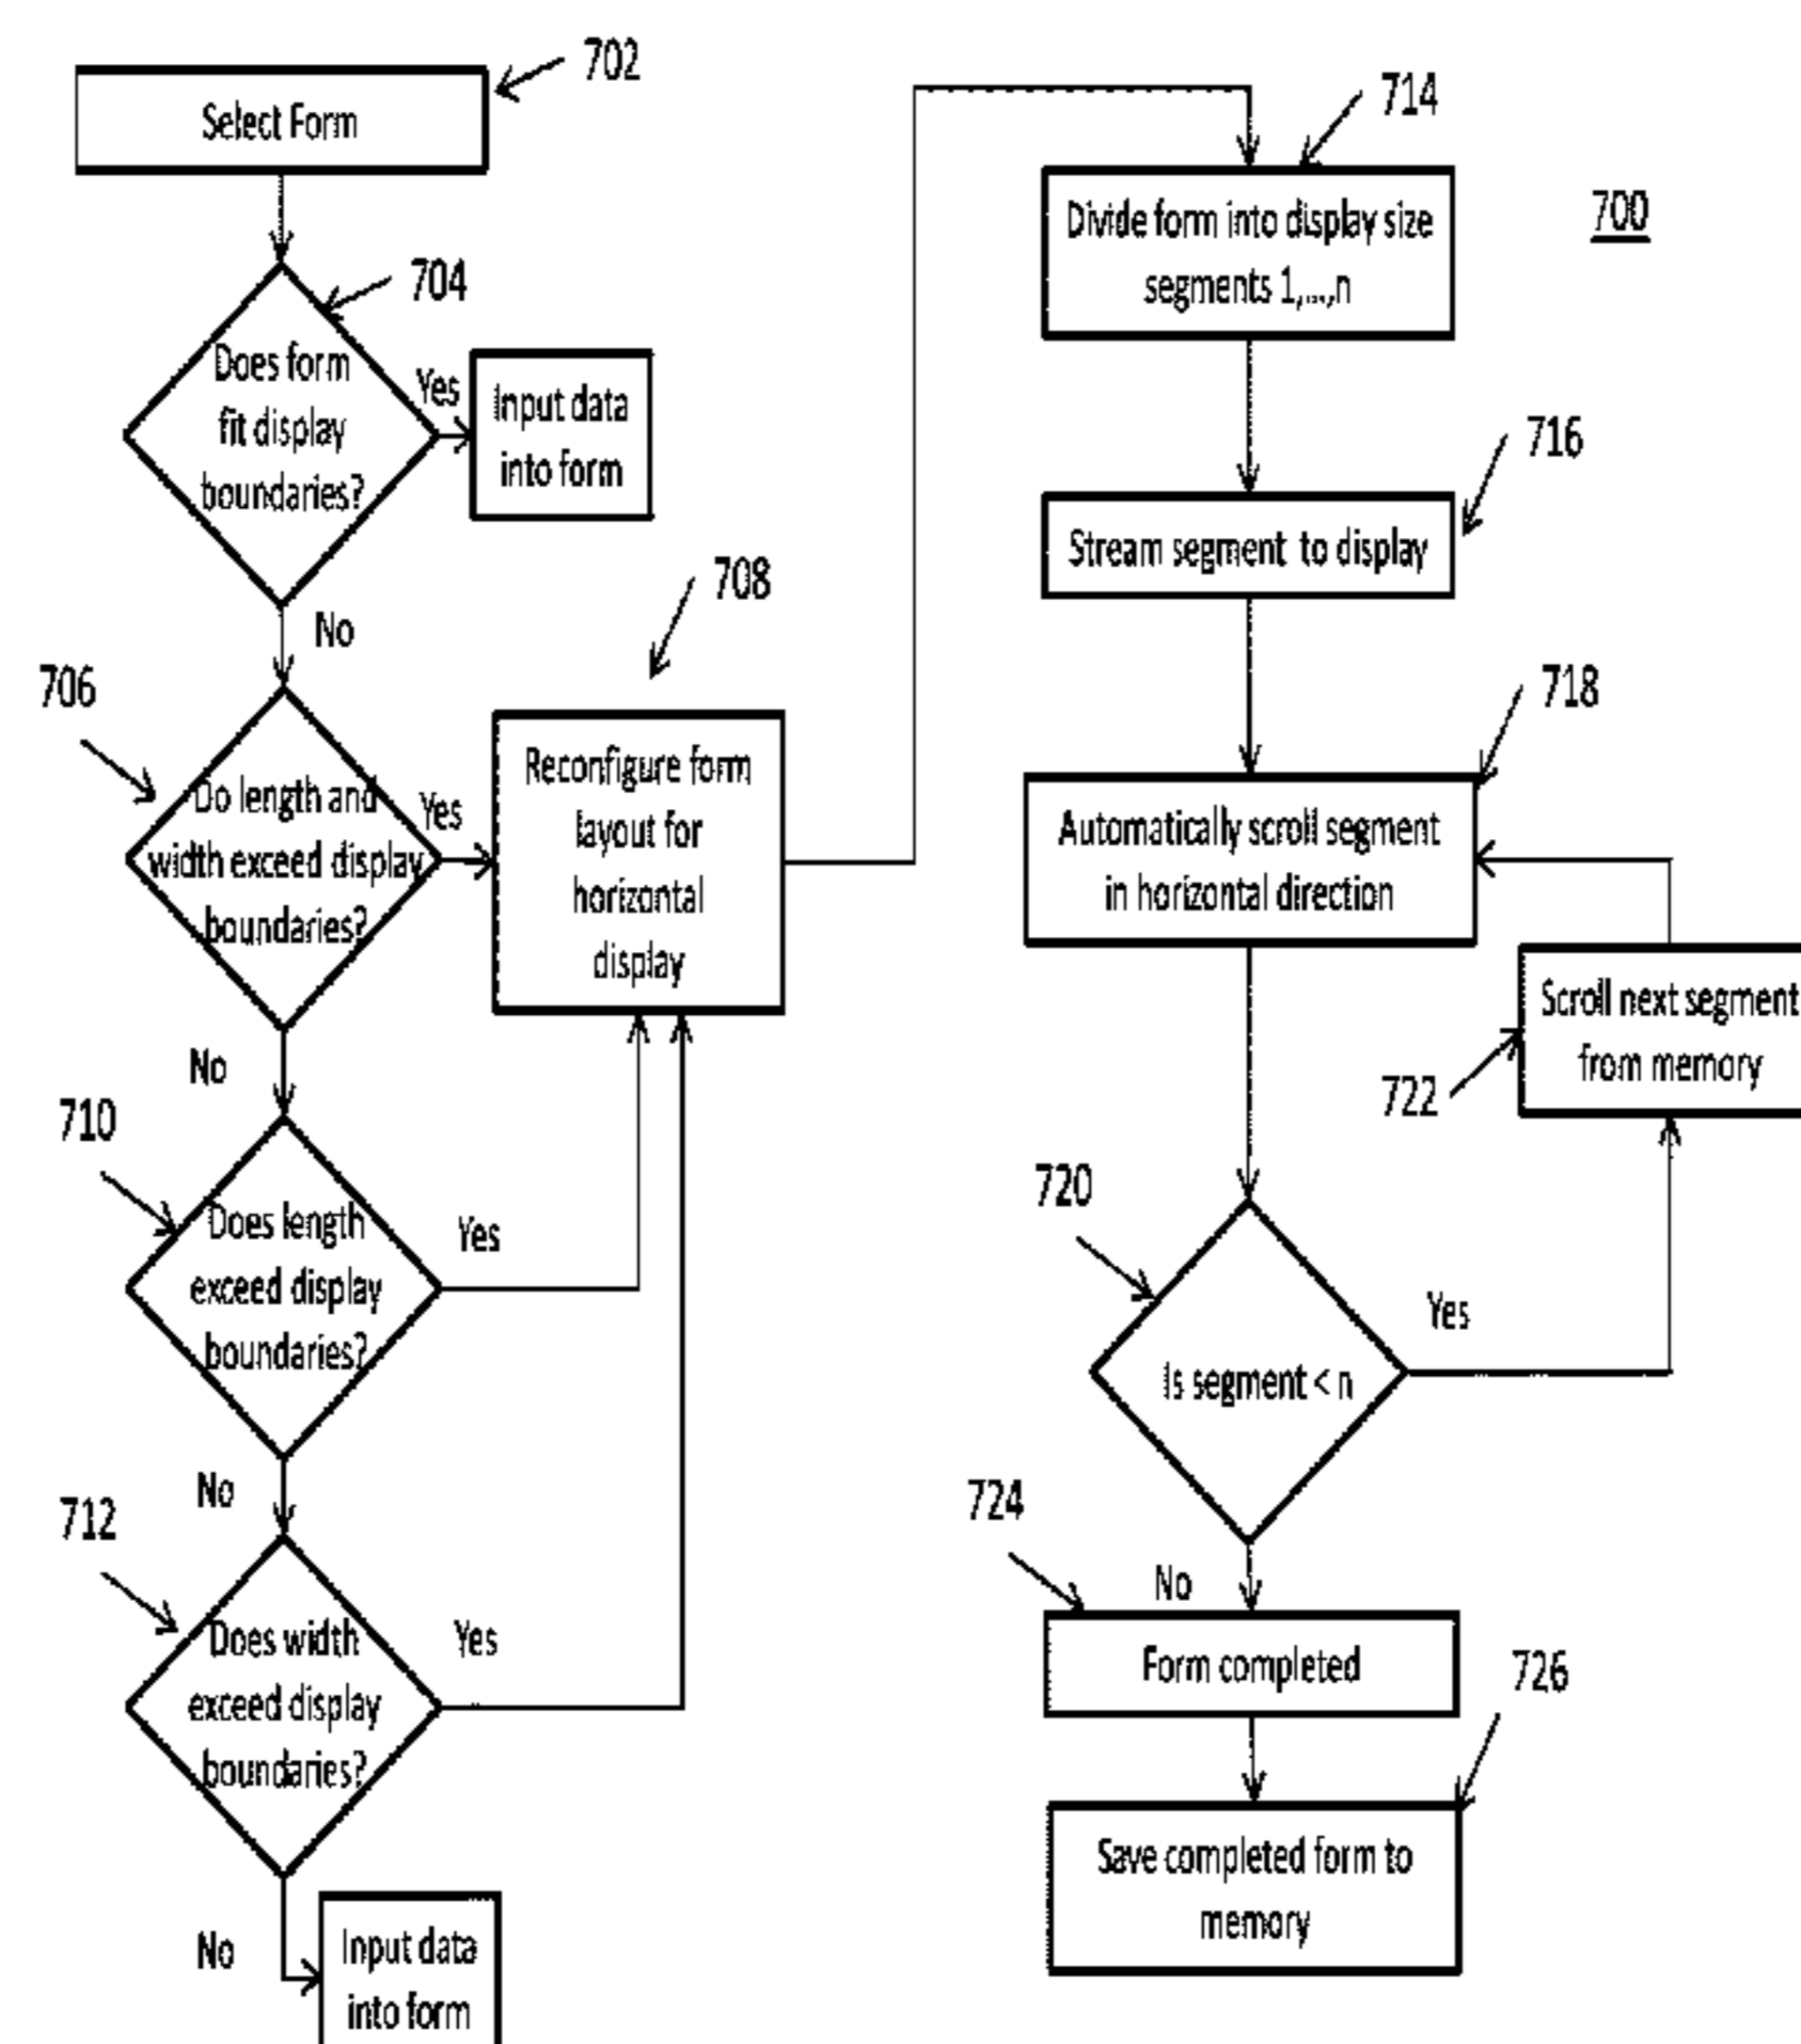 702
Select Form
704
Does form
fit display
boundaries?
Yes
Input data
into form
No
706
Do length and
width exceed display
boundaries?
Yes
708
Reconfigure form
layout for
horizontal
display
No
710
Does length
exceed display
boundaries?
Yes
No
712
Does width
exceed display
boundaries?
Yes
No
Input data
into form
700
714
Divide form into display size
segments 1,...,n
716
Stream segment to display
718
Automatically scroll segment
in horizontal direction
Scroll next segment
from memory
722
720
Is segment < n
Yes
No
724
Form completed
726
Save completed form to
memory